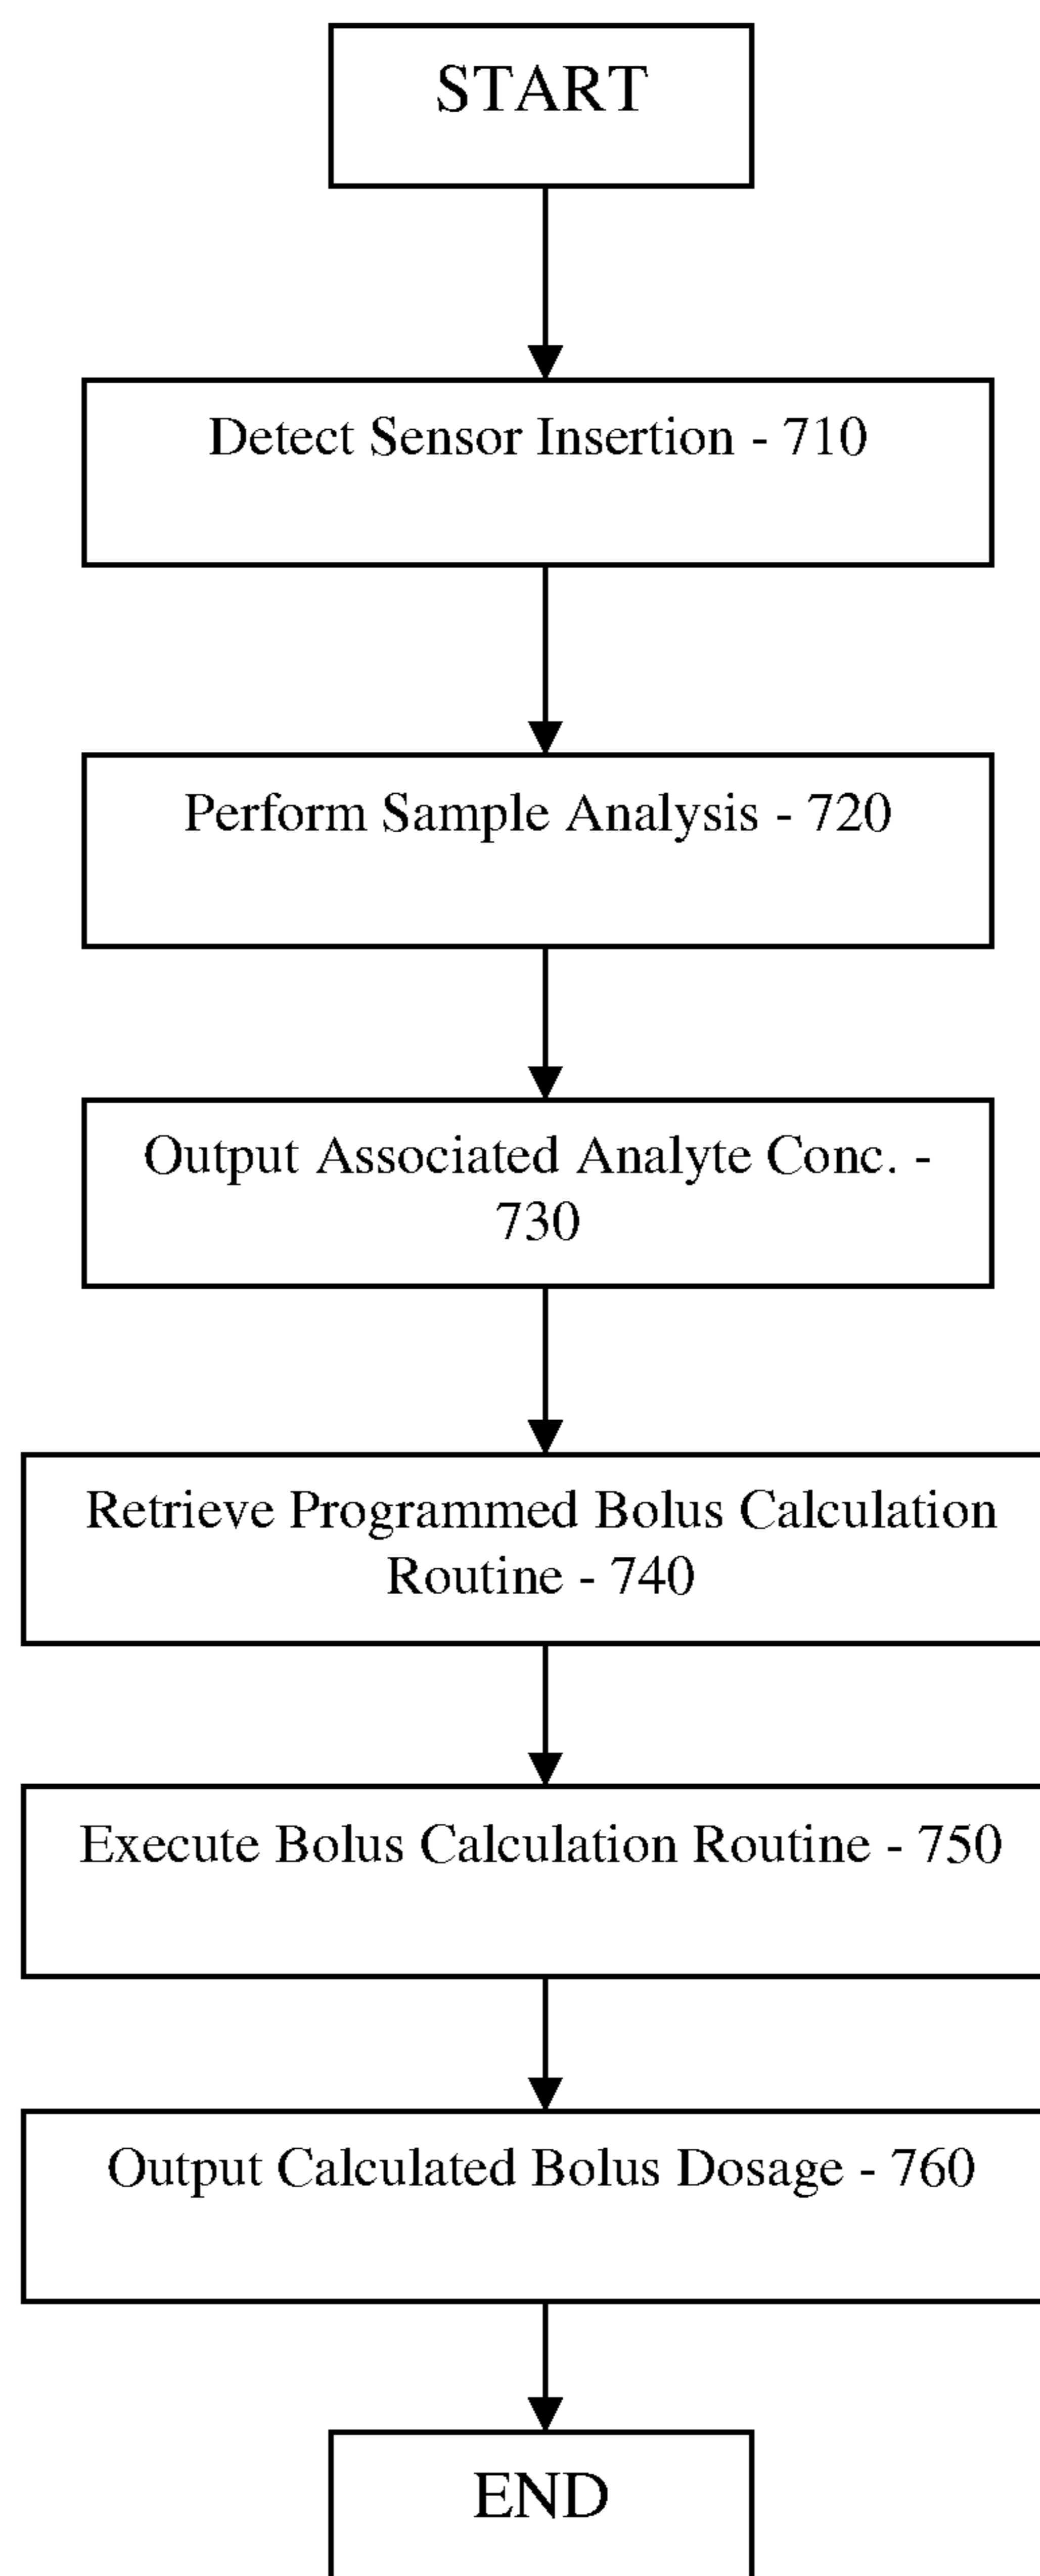 START
Detect Sensor Insertion - 710
Perform Sample Analysis - 720
Output Associated Analyte Conc. -
730
Retrieve Programmed Bolus Calculation
Routine - 740
Execute Bolus Calculation Routine - 750
Output Calculated Bolus Dosage - 760
END